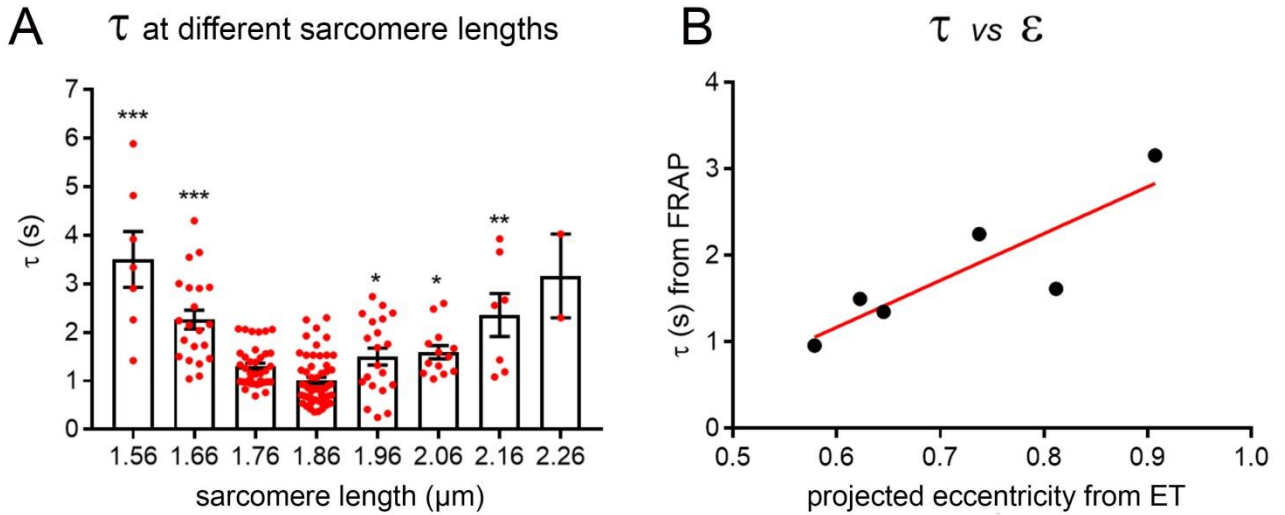 A τ at different sarcomere lengths
τ (s)
7
6
5
4
3
2
1
0
***
***
*
*
**
1.56 1.66 1.76 1.86 1.96 2.06 2.16 2.26
sarcomere length (µm)
B τ vs ε
τ (s) from FRAP
4
3
2
1
0
0.5 0.6 0.7 0.8 0.9 1.0
projected eccentricity from ET